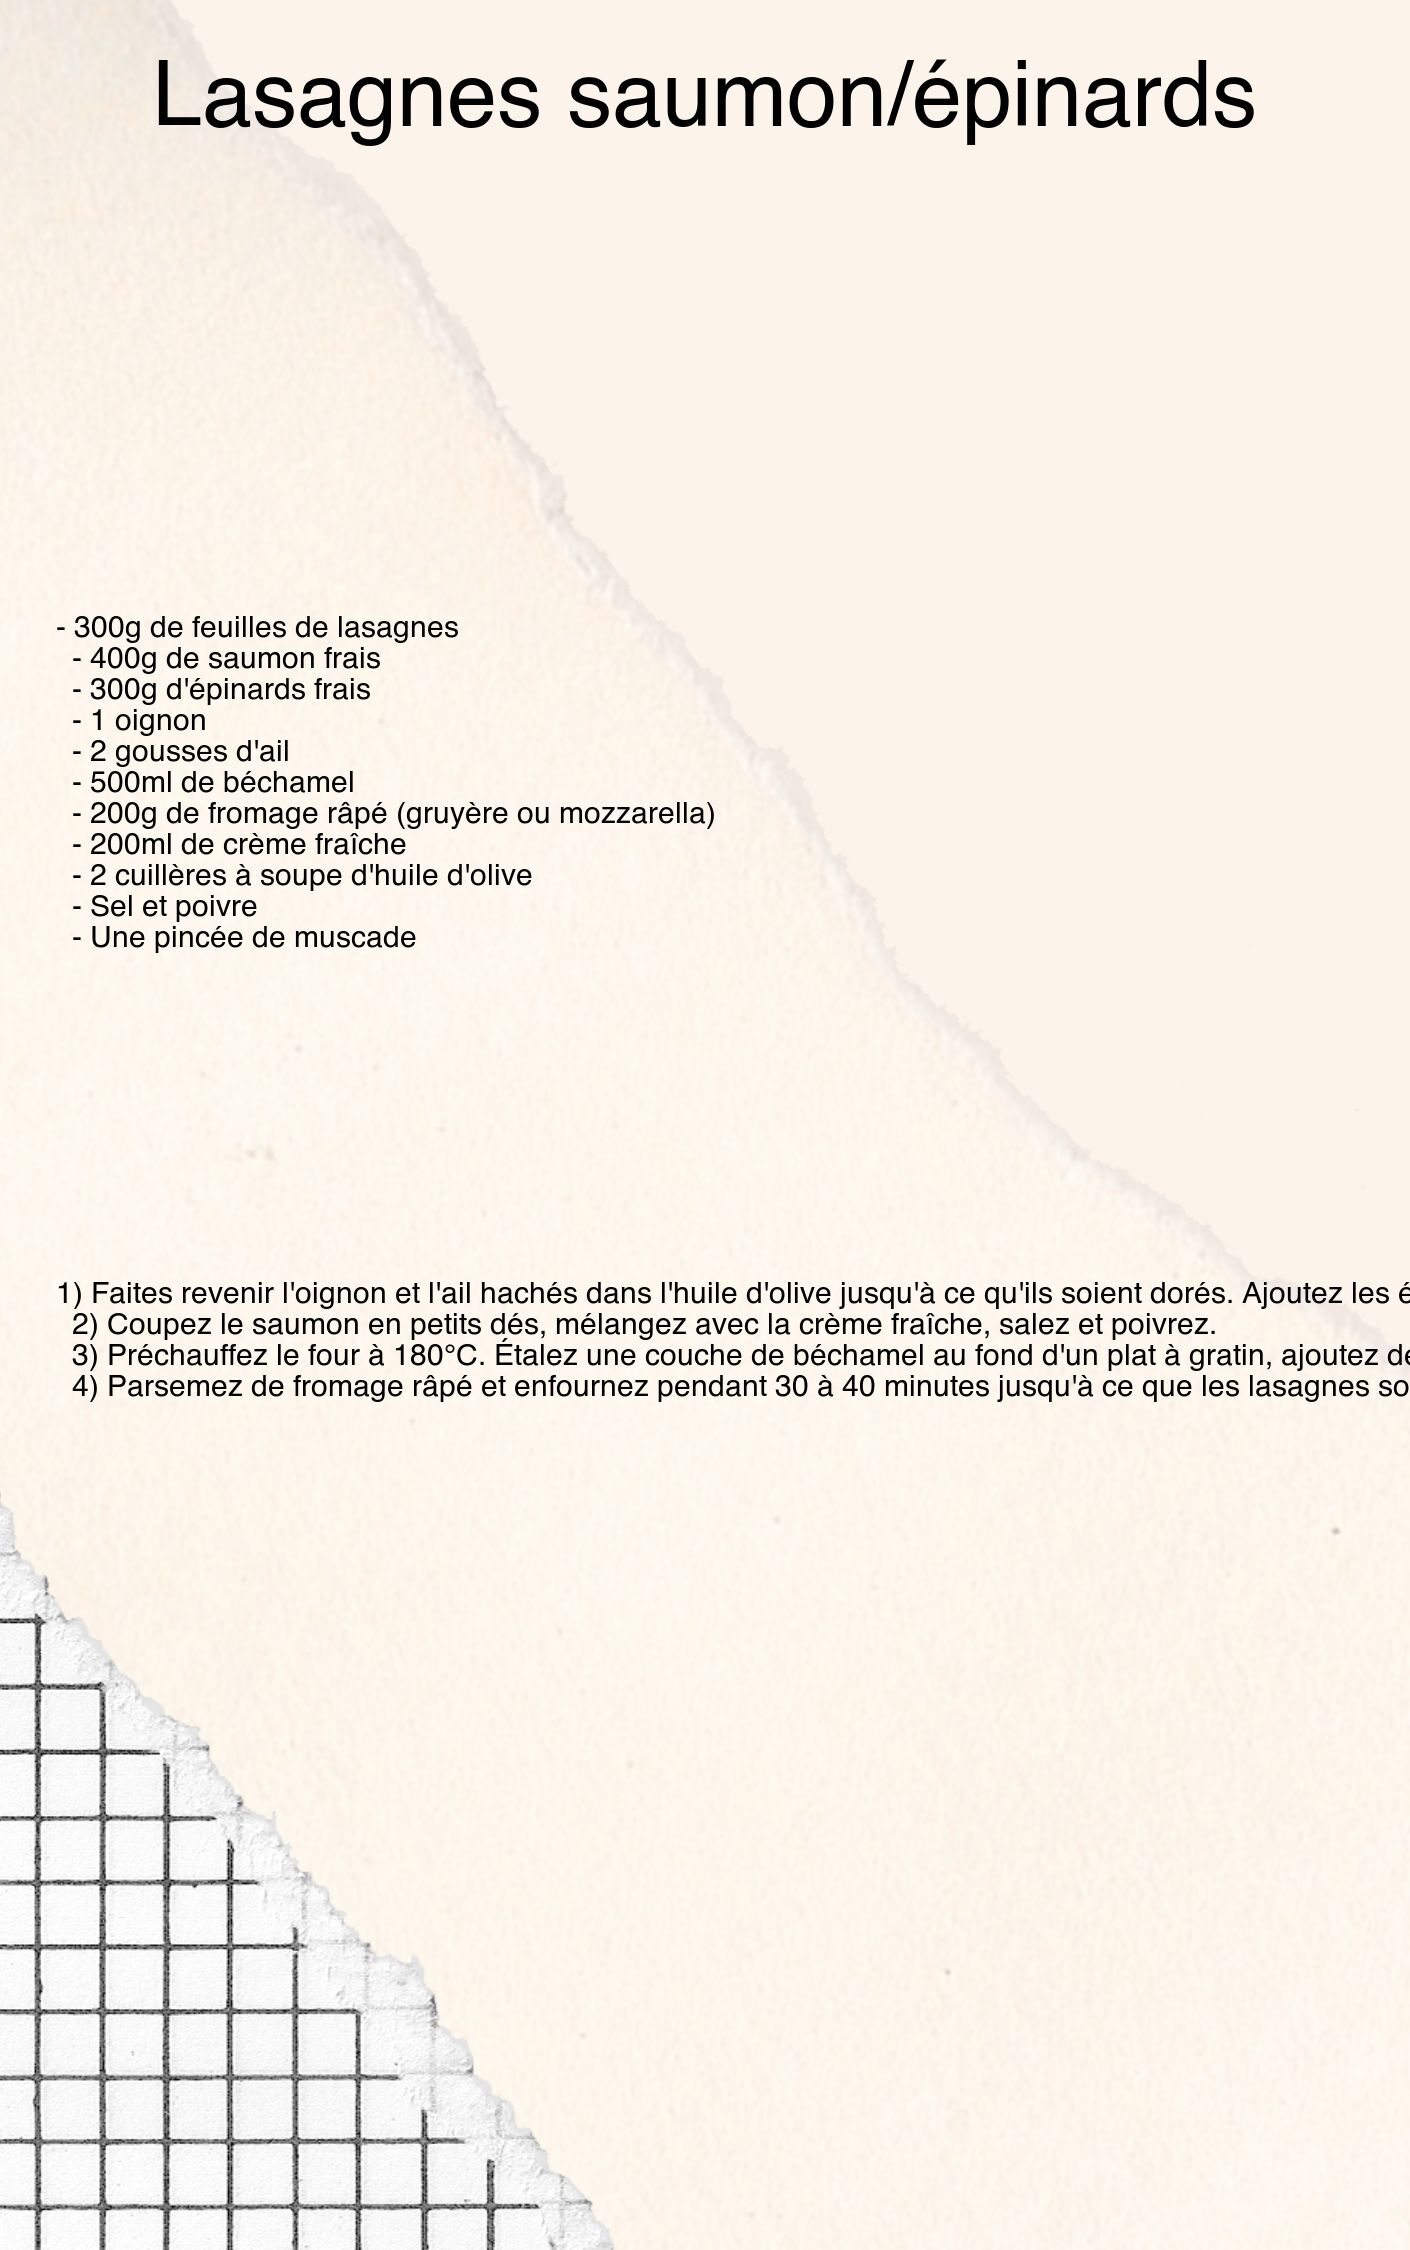 Lasagnes saumon/épinards
- 300g de feuilles de lasagnes
- 400g de saumon frais
- 300g d'épinards frais
- 1 oignon
- 2 gousses d'ail
- 500ml de béchamel
- 200g de fromage râpé (gruyère ou mozzarella)
- 200ml de crème fraîche
- 2 cuillères à soupe d'huile d'olive
- Sel et poivre
- Une pincée de muscade
1) Faites revenir l'oignon et l'ail hachés dans l'huile d'olive jusqu'à ce qu'ils soient dorés. Ajoutez les
2) Coupez le saumon en petits dés, mélangez avec la crème fraîche, salez et poivrez.
3) Préchauffez le four à 180°C. Étalez une couche de béchamel au fond d'un plat à gratin, ajoutez
4) Parsemez de fromage râpé et enfournez pendant 30 à 40 minutes jusqu'à ce que les lasagnes